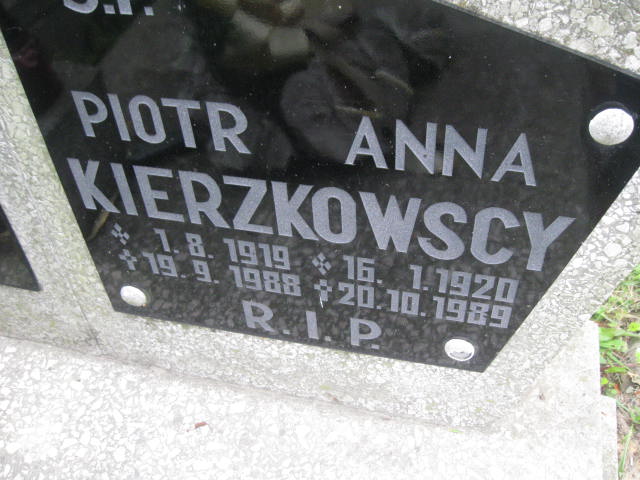 Ś.P.
PIOTR ANNA
KIERZKOWSCY
* 1. 8. 1919 * 16. 1. 1920
✝ 19. 9. 1988 ✝ 20. 10. 1989
R. I. P.